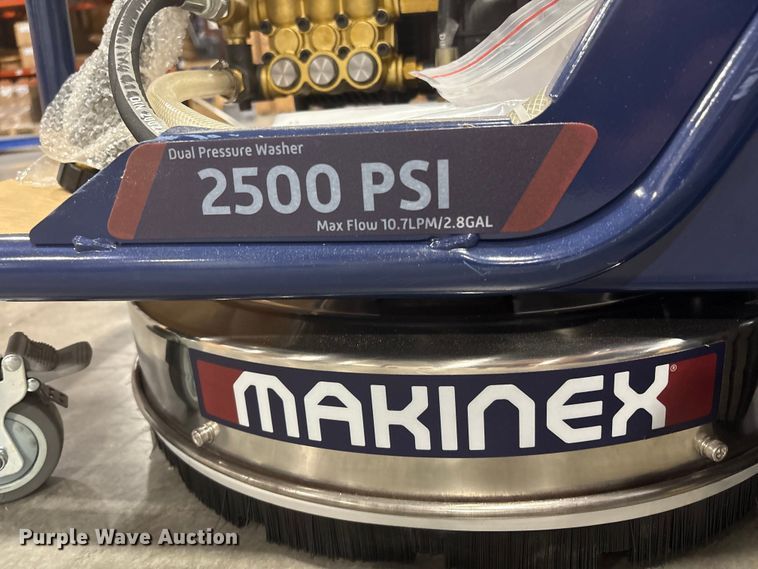 Dual Pressure Washer
2500 PSI
Max Flow 10.7LPM/2.8GAL
MAKINEX®
Purple Wave Auction